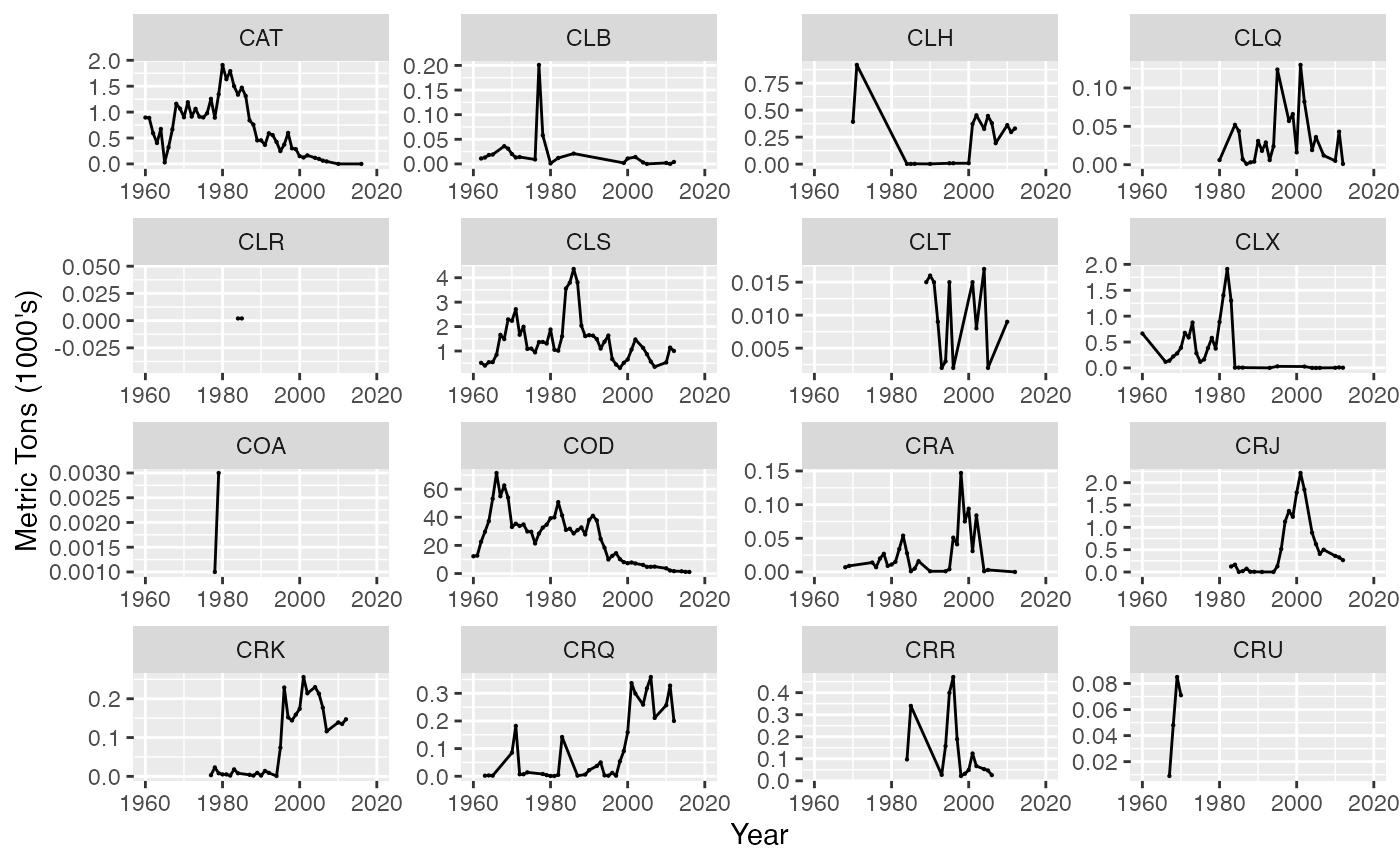 CAT CLB CLH CLQ
2.0 0.20 0.75 0.10
1.5 0.15 0.50 0.05
1.0 0.10 0.25 0.00
0.5 0.05 0.00
0.0 0.00
1960 1980 2000 2020 1960 1980 2000 2020 1960 1980 2000 2020 1960 1980 2000 2020
CLR CLS CLT CLX
0.050 4 0.015 2.0
0.025 3 0.010 1.5
0.000 2 0.005 1.0
-0.025 1 0.5
0.0
1960 1980 2000 2020 1960 1980 2000 2020 1960 1980 2000 2020 1960 1980 2000 2020
Metric Tons (1000's)
COA COD CRA CRJ
0.0030 60 0.15 2.0
0.0025 40 0.10 1.5
0.0020 20 0.05 1.0
0.0015 0 0.00 0.5
0.0010 0.0
1960 1980 2000 2020 1960 1980 2000 2020 1960 1980 2000 2020 1960 1980 2000 2020
CRK CRQ CRR CRU
0.2 0.3 0.4 0.08
0.1 0.2 0.3 0.06
0.0 0.1 0.2 0.04
0.0 0.1 0.02
0.0
1960 1980 2000 2020 1960 1980 2000 2020 1960 1980 2000 2020 1960 1980 2000 2020
Year